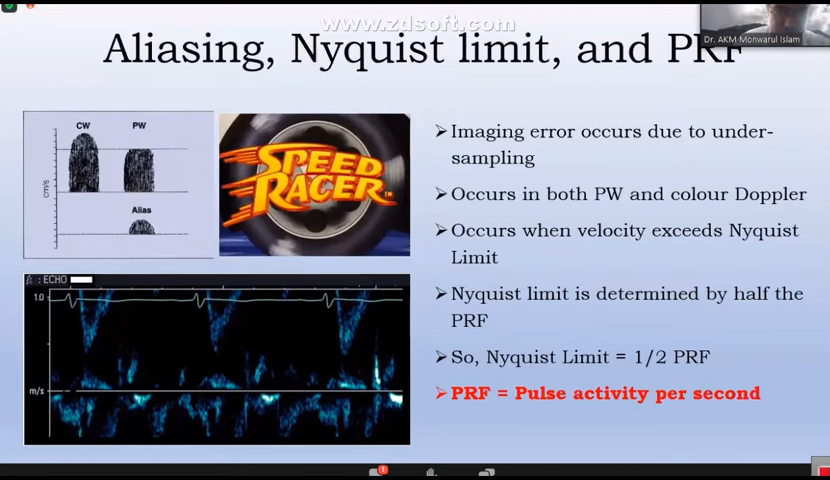 www.zdsoft.com
Dr. AKM Monwarul Islam
Aliasing, Nyquist limit, and PRF
CW PW
cm/s
Alias
SPEED
RACER™
: ECHO
1.0
m/s
➢Imaging error occurs due to under-
sampling
➢Occurs in both PW and colour Doppler
➢Occurs when velocity exceeds Nyquist
Limit
➢Nyquist limit is determined by half the
PRF
➢So, Nyquist Limit = 1/2 PRF
➢PRF = Pulse activity per second
1